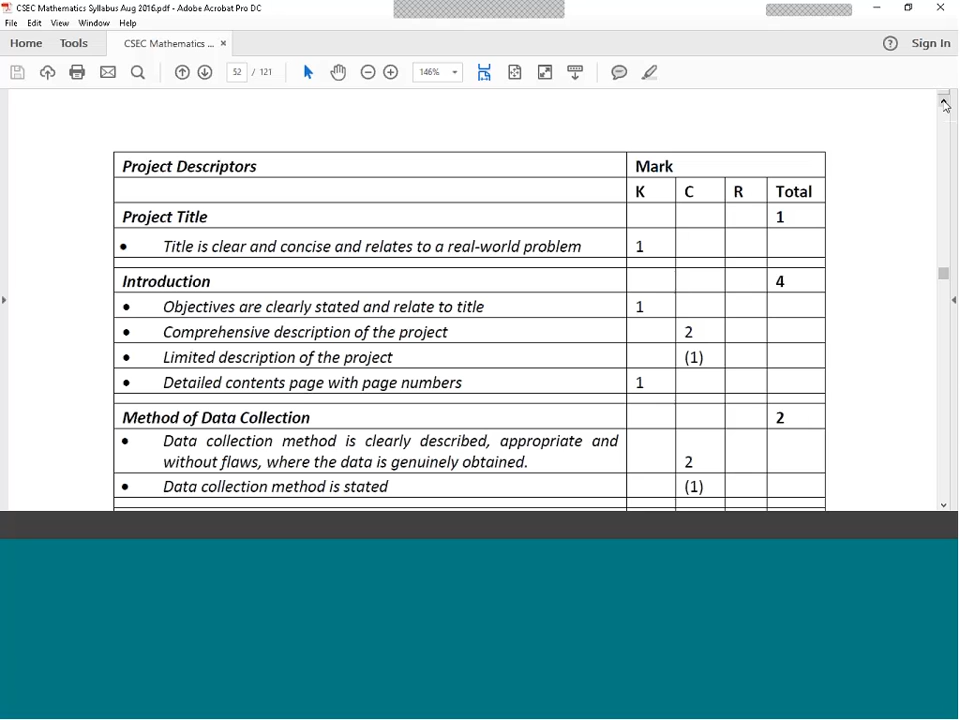 CSEC Mathematics Syllabus Aug 2016.pdf - Adobe Acrobat Pro DC
File Edit View Window Help
Home Tools CSEC Mathematics ... × Sign In
52 / 121 146%
Project Descriptors Mark
K C R Total
Project Title 1
• Title is clear and concise and relates to a real-world problem 1
Introduction 4
• Objectives are clearly stated and relate to title 1
• Comprehensive description of the project 2
• Limited description of the project (1)
• Detailed contents page with page numbers 1
Method of Data Collection 2
• Data collection method is clearly described, appropriate and
without flaws, where the data is genuinely obtained. 2
• Data collection method is stated (1)